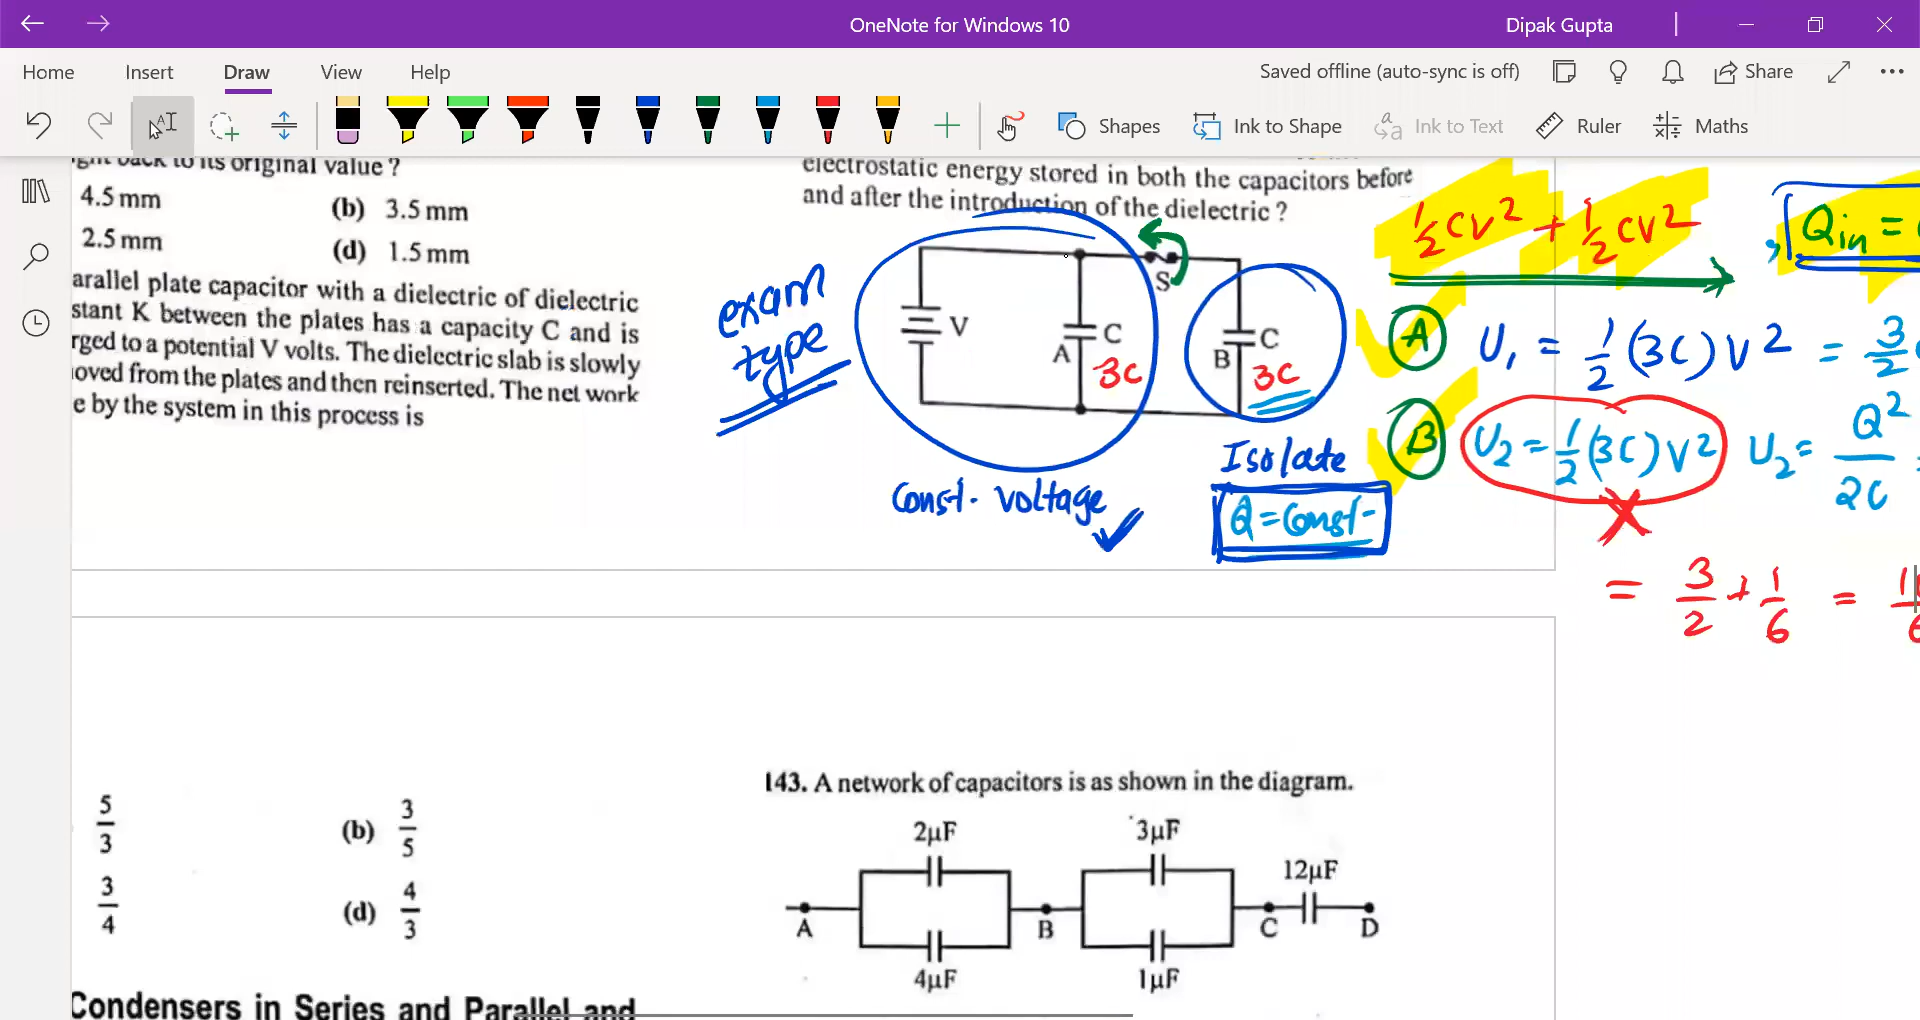 OneNote for Windows 10
Dipak Gupta
Home Insert Draw View Help
Saved offline (auto-sync is off)
Share
Shapes
Ink to Shape
Ink to Text
Ruler
Maths
back to its original value ?
4.5 mm (b) 3.5 mm
2.5 mm (d) 1.5 mm
arallel plate capacitor with a dielectric of dielectric
stant K between the plates has a capacity C and is
rged to a potential V volts. The dielectric slab is slowly
oved from the plates and then reinserted. The net work
e by the system in this process is
electrostatic energy stored in both the capacitors before
and after the introduction of the dielectric ?
exam
type
V
C
A
3C
S
C
B
3C
Const. voltage
Isolate
Q = Const-
½CV² + ½CV²
Qin =
A U₁ = ½ (3C) V² = 3/2
B U₂ = ½ (3C) V² U₂ = Q²/2C
= 3/2 + 1/6 =
5/3 (b) 3/5
3/4 (d) 4/3
Condensers in Series and Parallel and
143. A network of capacitors is as shown in the diagram.
2μF 3μF
12μF
A B C D
4μF 1μF